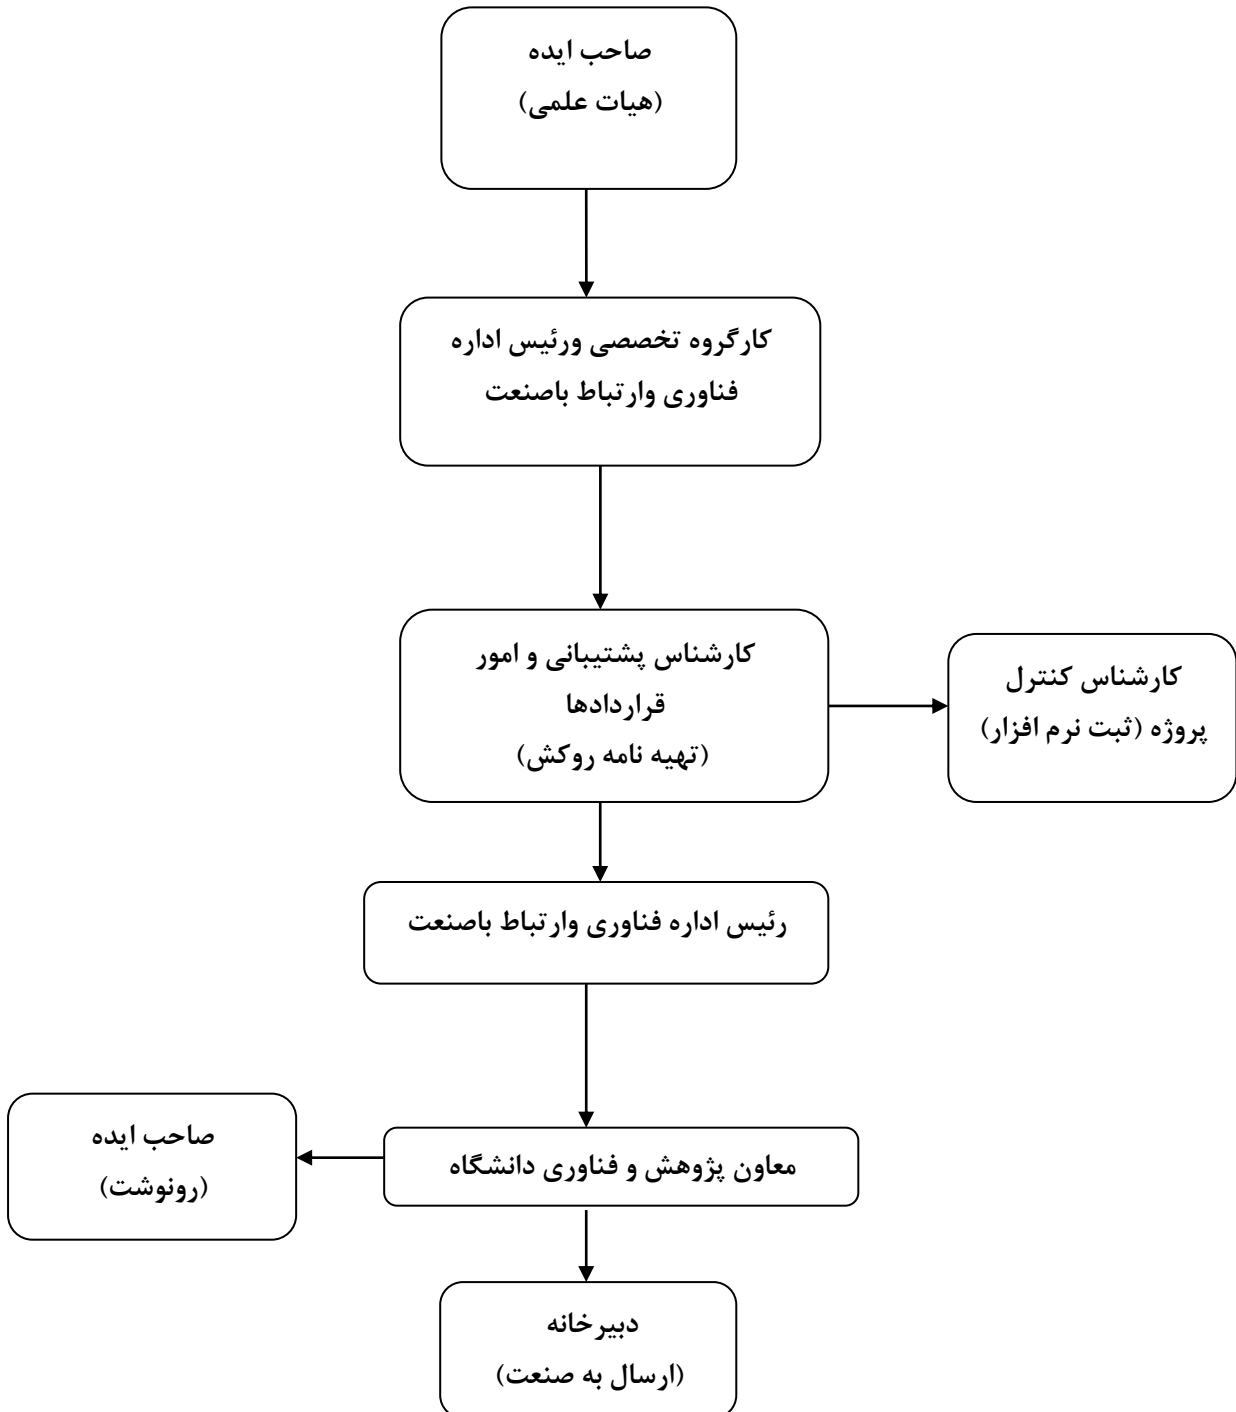 صاحب ایده
(هیات علمی)
کارگروه تخصصی ورئیس اداره
فناوری وارتباط باصنعت
کارشناس پشتیبانی و امور
قراردادها
(تهیه نامه روکش)
کارشناس کنترل
پروژه (ثبت نرم افزار)
رئیس اداره فناوری وارتباط باصنعت
معاون پژوهش و فناوری دانشگاه
صاحب ایده
(رونوشت)
دبیرخانه
(ارسال به صنعت)